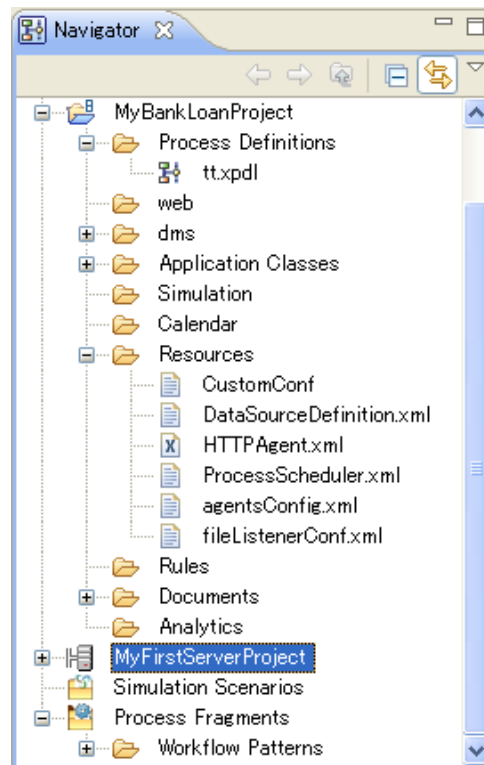 Navigator
MyBankLoanProject
Process Definitions
tt.xpdl
web
dms
Application Classes
Simulation
Calendar
Resources
CustomConf
DataSourceDefinition.xml
HTTPAgent.xml
ProcessScheduler.xml
agentsConfig.xml
fileListenerConf.xml
Rules
Documents
Analytics
MyFirstServerProject
Simulation Scenarios
Process Fragments
Workflow Patterns